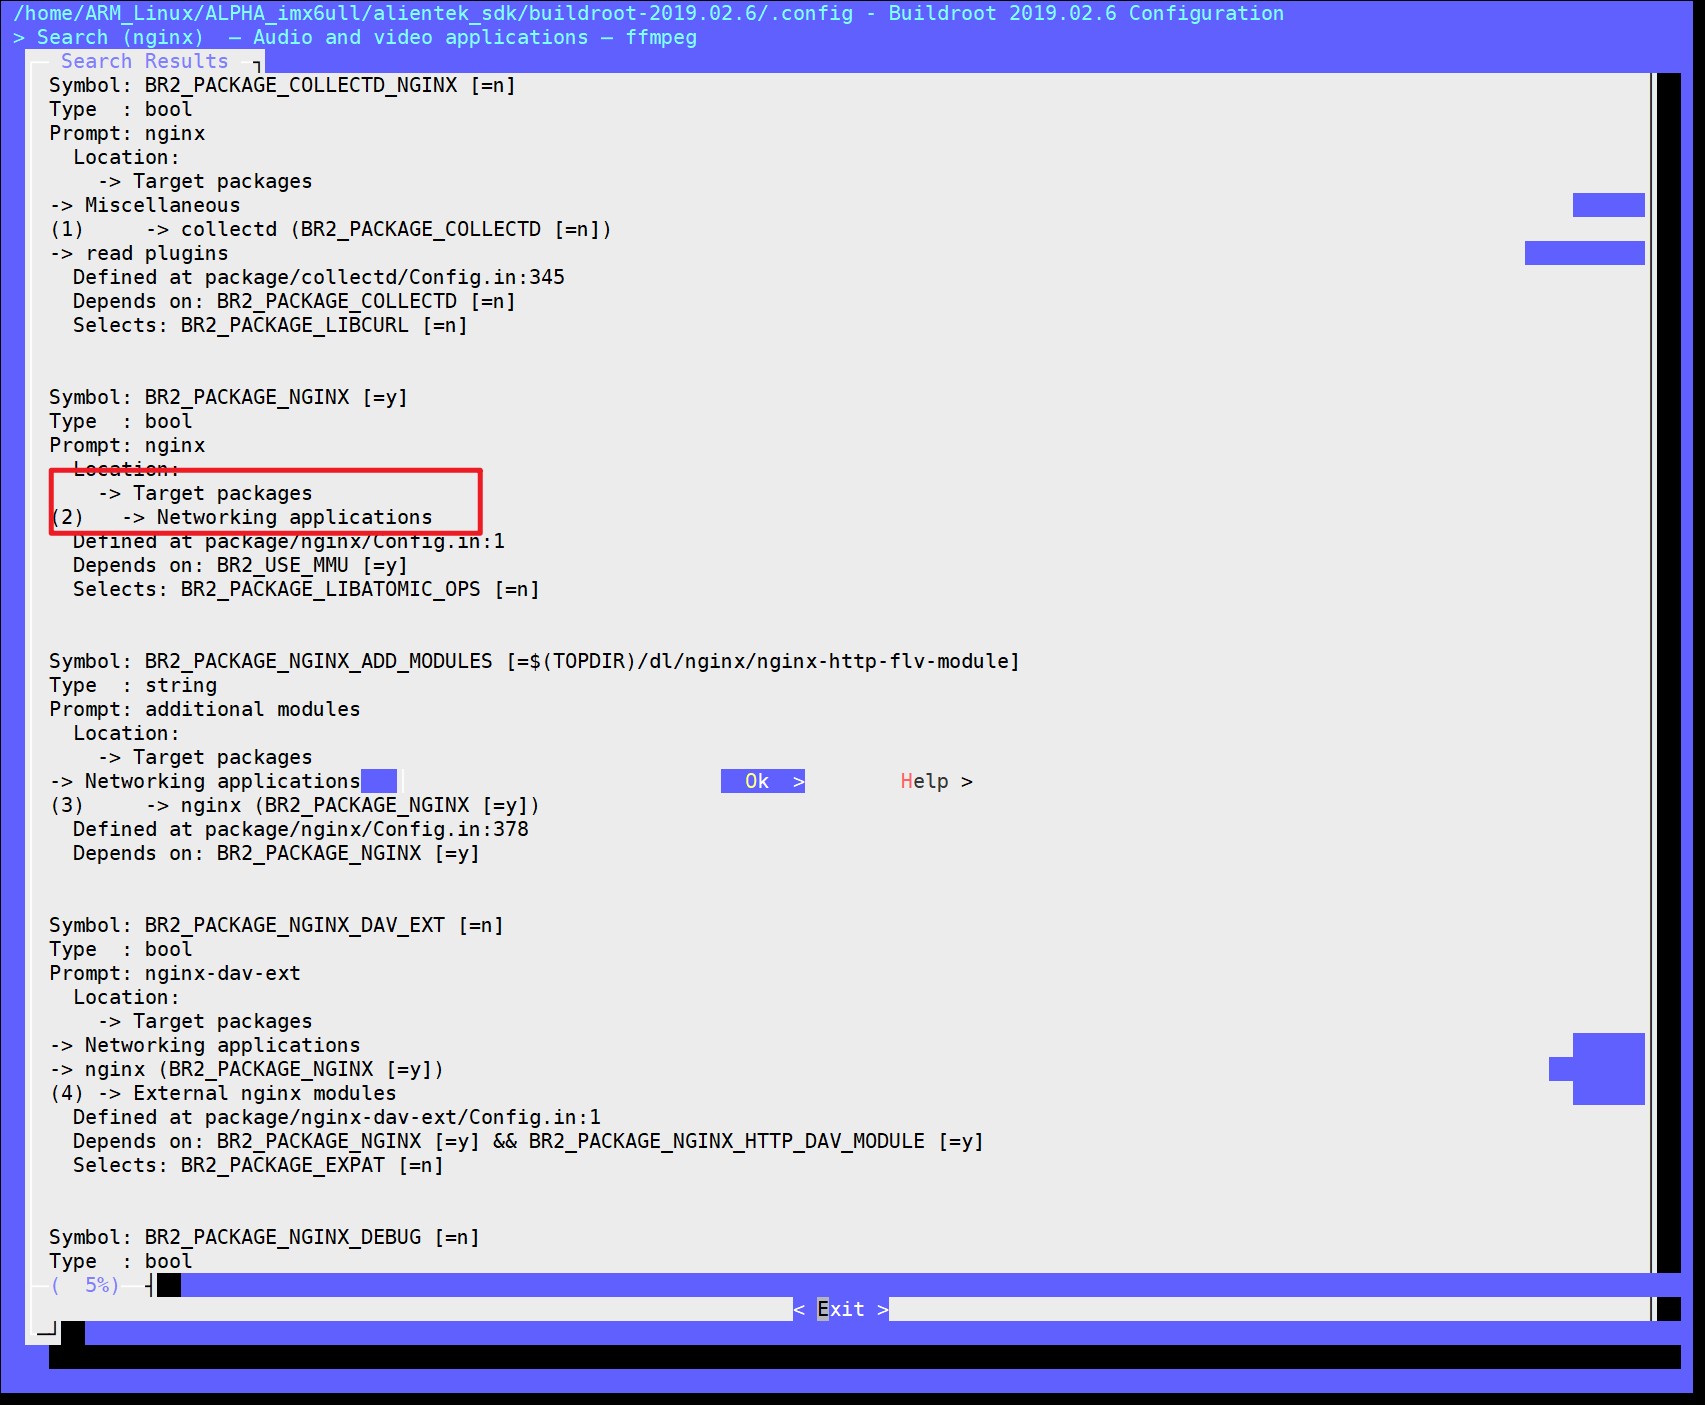 /home/ARM_Linux/ALPHA_imx6ull/alientek_sdk/buildroot-2019.02.6/.config - Buildroot 2019.02.6 Configuration
> Search (nginx) — Audio and video applications — ffmpeg
Search Results
Symbol: BR2_PACKAGE_COLLECTD_NGINX [=n]
Type  : bool
Prompt: nginx
  Location:
    -> Target packages
-> Miscellaneous
(1)     -> collectd (BR2_PACKAGE_COLLECTD [=n])
-> read plugins
  Defined at package/collectd/Config.in:345
  Depends on: BR2_PACKAGE_COLLECTD [=n]
  Selects: BR2_PACKAGE_LIBCURL [=n]
Symbol: BR2_PACKAGE_NGINX [=y]
Type  : bool
Prompt: nginx
  Location:
    -> Target packages
(2)   -> Networking applications
  Defined at package/nginx/Config.in:1
  Depends on: BR2_USE_MMU [=y]
  Selects: BR2_PACKAGE_LIBATOMIC_OPS [=n]
Symbol: BR2_PACKAGE_NGINX_ADD_MODULES [=$(TOPDIR)/dl/nginx/nginx-http-flv-module]
Type  : string
Prompt: additional modules
  Location:
    -> Target packages
-> Networking applications Ok > Help >
(3)     -> nginx (BR2_PACKAGE_NGINX [=y])
  Defined at package/nginx/Config.in:378
  Depends on: BR2_PACKAGE_NGINX [=y]
Symbol: BR2_PACKAGE_NGINX_DAV_EXT [=n]
Type  : bool
Prompt: nginx-dav-ext
  Location:
    -> Target packages
-> Networking applications
-> nginx (BR2_PACKAGE_NGINX [=y])
(4) -> External nginx modules
  Defined at package/nginx-dav-ext/Config.in:1
  Depends on: BR2_PACKAGE_NGINX [=y] && BR2_PACKAGE_NGINX_HTTP_DAV_MODULE [=y]
  Selects: BR2_PACKAGE_EXPAT [=n]
Symbol: BR2_PACKAGE_NGINX_DEBUG [=n]
Type  : bool
(  5%)
< Exit >